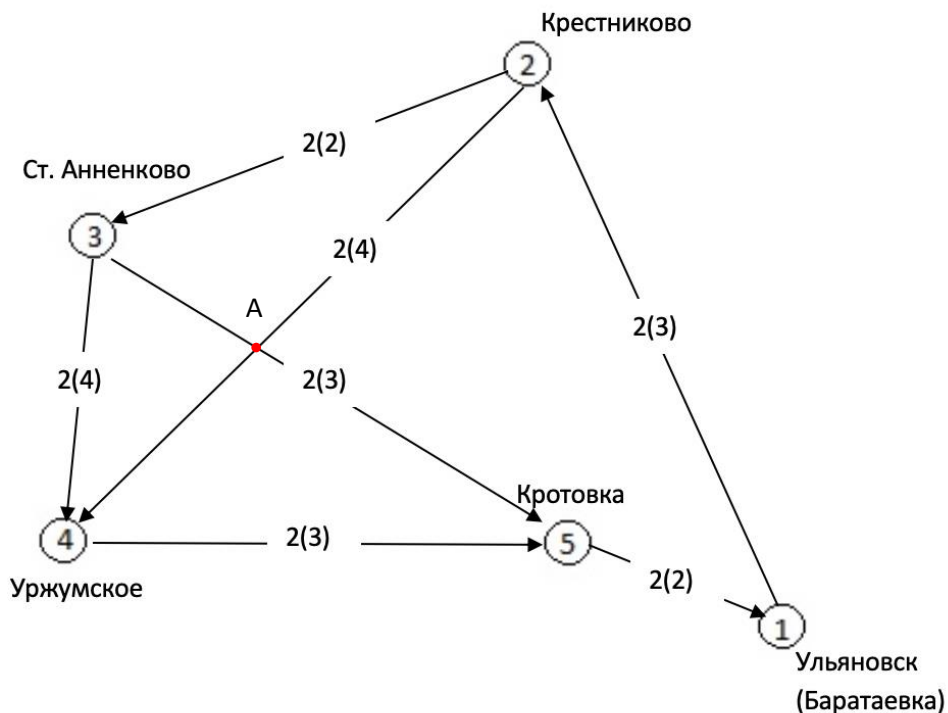 Крестниково
2
2(2)
Ст. Анненково
3
2(4)
А
2(3)
2(4)
2(3)
Кротовка
4
2(3)
5
Уржумское
2(2)
1
Ульяновск
(Баратаевка)